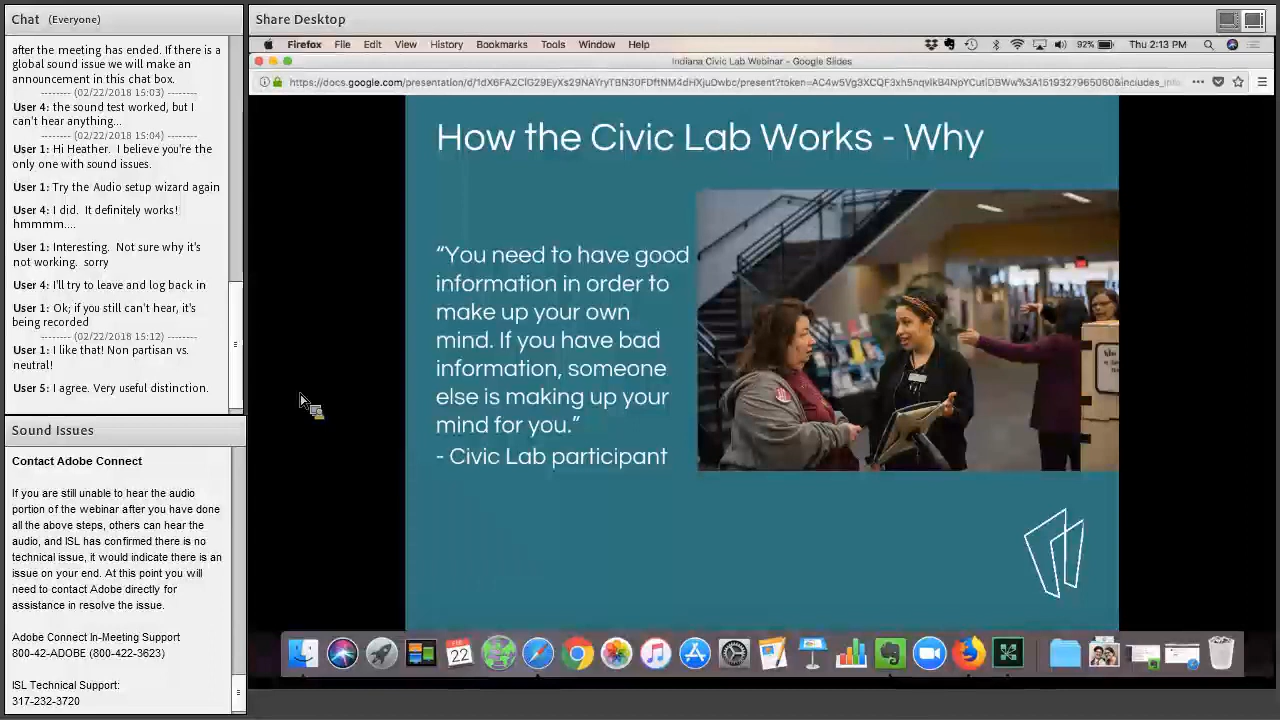 Chat (Everyone)
after the meeting has ended. If there is a
global sound issue we will make an
announcement in this chat box.
-------- (02/22/2018 15:03) --------
User 4: the sound test worked, but I
can't hear anything...
-------- (02/22/2018 15:04) --------
User 1: Hi Heather.  I believe you're the
only one with sound issues.
User 1: Try the Audio setup wizard again
User 4: I did.  It definitely works!
hmmmm....
User 1: Interesting.  Not sure why it's
not working.  sorry
User 4: I'll try to leave and log back in
User 1: Ok; if you still can't hear, it's
being recorded
-------- (02/22/2018 15:12) --------
User 1: I like that! Non partisan vs.
neutral!
User 5: I agree. Very useful distinction.
Sound Issues
Contact Adobe Connect
If you are still unable to hear the audio
portion of the webinar after you have done
all the above steps, others can hear the
audio, and ISL has confirmed there is no
technical issue, it would indicate there is an
issue on your end. At this point you will
need to contact Adobe directly for
assistance in resolve the issue.
Adobe Connect In-Meeting Support
800-42-ADOBE (800-422-3623)
ISL Technical Support:
317-232-3720
Share Desktop
Firefox File Edit View History Bookmarks Tools Window Help 92% Thu 2:13 PM
Indiana Civic Lab Webinar - Google Slides
How the Civic Lab Works - Why
“You need to have good
information in order to
make up your own
mind. If you have bad
information, someone
else is making up your
mind for you.”
- Civic Lab participant
22